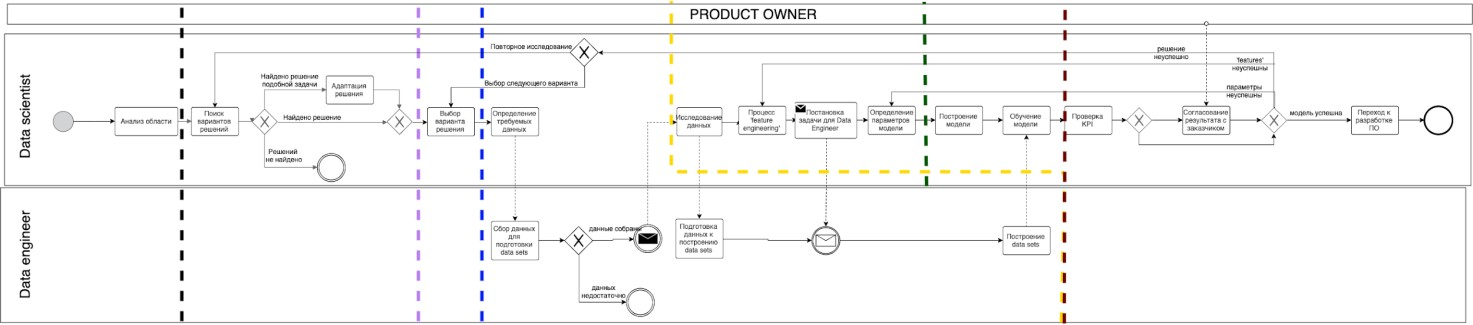 PRODUCT OWNER
Data scientist
Анализ области
Поиск
вариантов
решений
Найдено решение
подобной задачи
Адаптация
решения
Найдено решение
Решений
не найдено
Повторное исследование
Выбор следующего варианта
Выбор
варианта
решения
Определение
требуемых
данных
Исследование
данных
Процесс
'feature
engineering'
Постановка
задачи для Data
Engineer
Определение
параметров
модели
Построение
модели
Обучение
модели
Проверка
KPI
Согласование
результата с
заказчиком
решение
неуспешно
'features'
неуспешны
параметры
неуспешны
модель успешна
Переход к
разработке
ПО
Data engineer
Сбор данных
для
подготовки
data sets
данные собраны
данных
недостаточно
Подготовка
данных к
построению
data sets
Построение
data sets